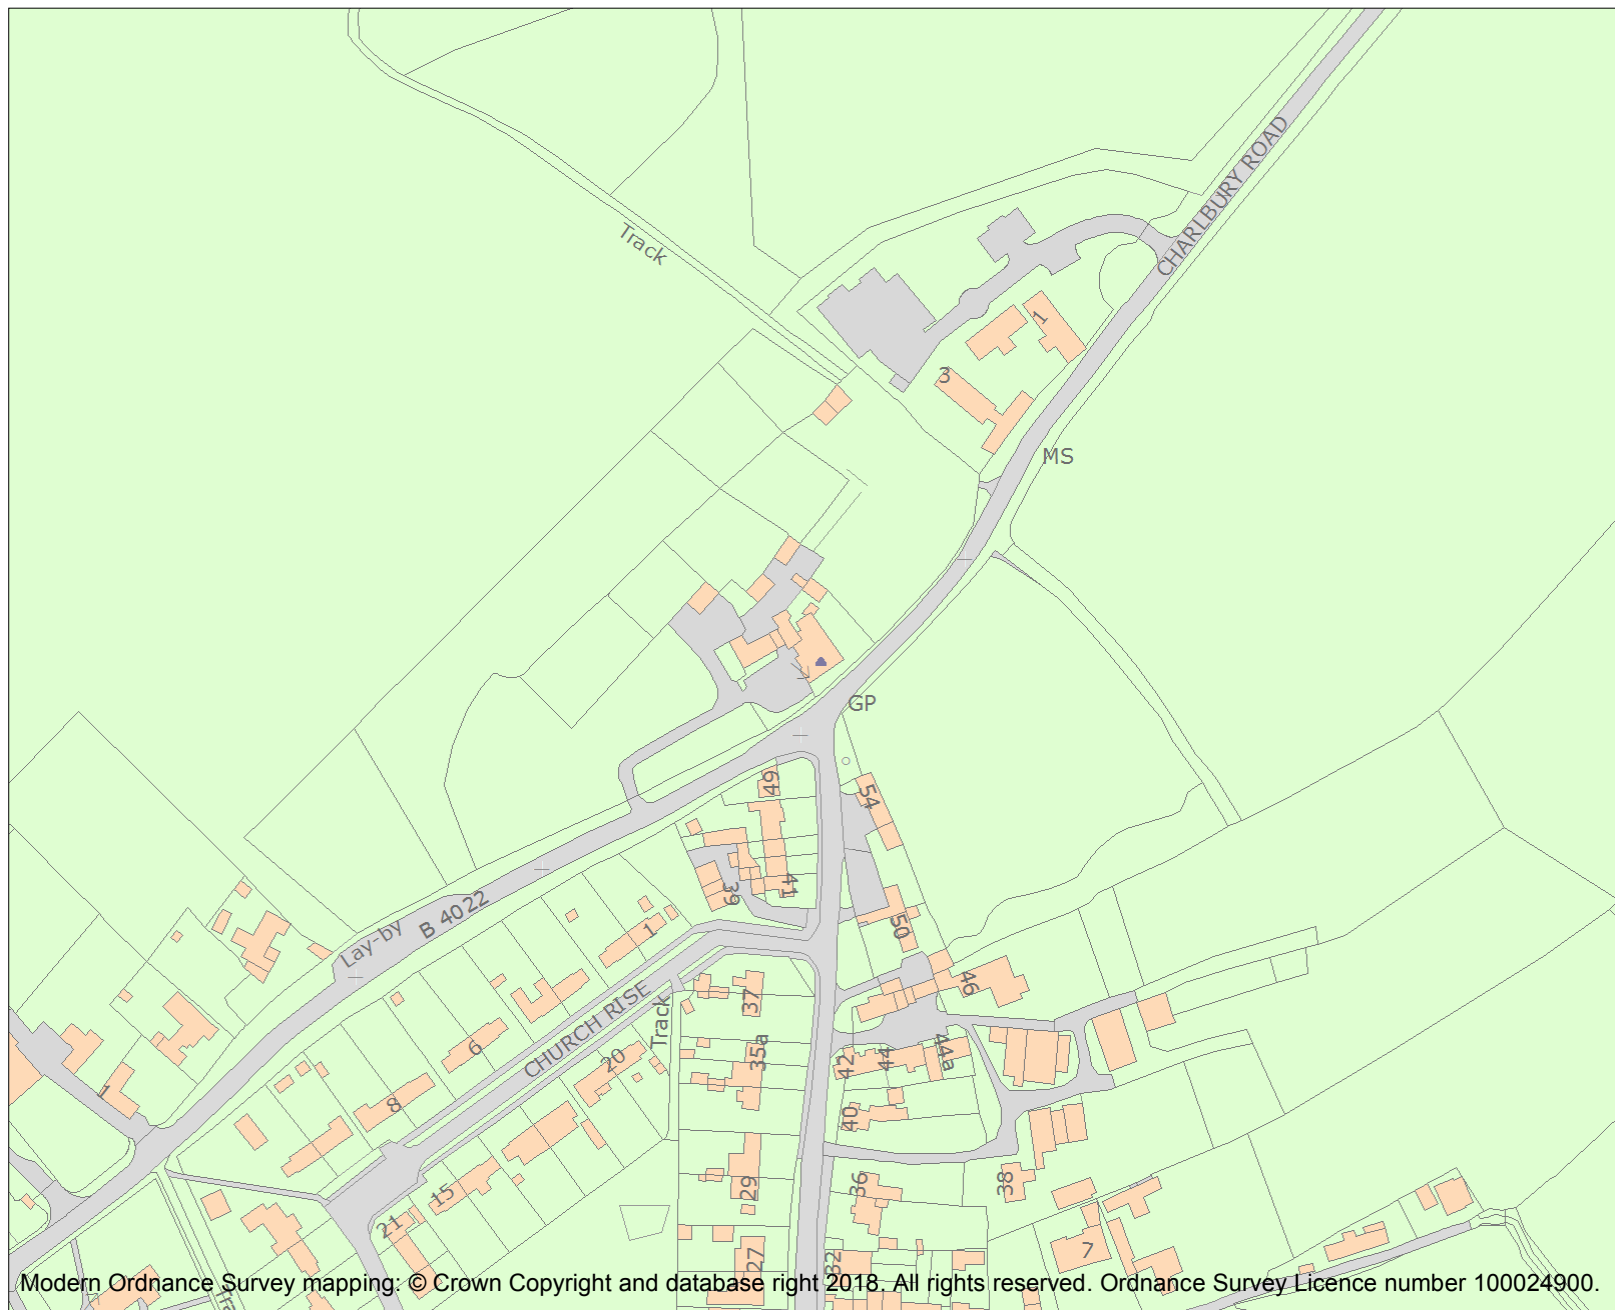 CHARLBURY ROAD
Track
1
3
MS
GP
49
54
41
39
50
B 4022
Lay-by
1
46
CHURCH RISE
Track
37
6
20
35a
42
44
44a
1
8
40
38
36
29
15
21
7
27
32
Modern Ordnance Survey mapping: © Crown Copyright and database right 2018. All rights reserved. Ordnance Survey Licence number 100024900.